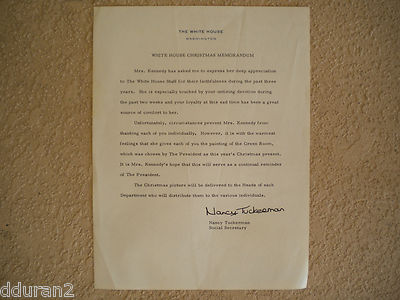 THE WHITE HOUSE
WASHINGTON
WHITE HOUSE CHRISTMAS MEMORANDUM
Mrs. Kennedy has asked me to express her deep appreciation
to The White House Staff for their faithfulness during the past three
years. She is especially touched by your untiring devotion during
the past two weeks and your loyalty at this sad time has been a great
source of comfort to her.
Unfortunately, circumstances prevent Mrs. Kennedy from
thanking each of you individually. However, it is with the warmest
feelings that she gives each of you the painting of the Green Room,
which was chosen by The President as this year's Christmas present.
It is Mrs. Kennedy's hope that this will serve as a continual reminder
of The President.
The Christmas picture will be delivered to the Heads of each
Department who will distribute them to the various individuals.
Nancy Tuckerman
Nancy Tuckerman
Social Secretary
dduran2
dduran2